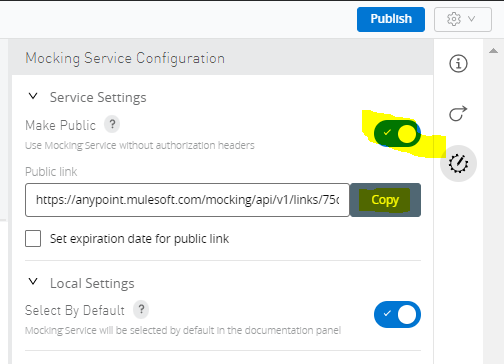 Publish
Mocking Service Configuration
Service Settings
Make Public ?
Use Mocking Service without authorization headers
Public link
https://anypoint.mulesoft.com/mocking/api/v1/links/75c Copy
Set expiration date for public link
Local Settings
Select By Default ?
Mocking Service will be selected by default in the documentation panel